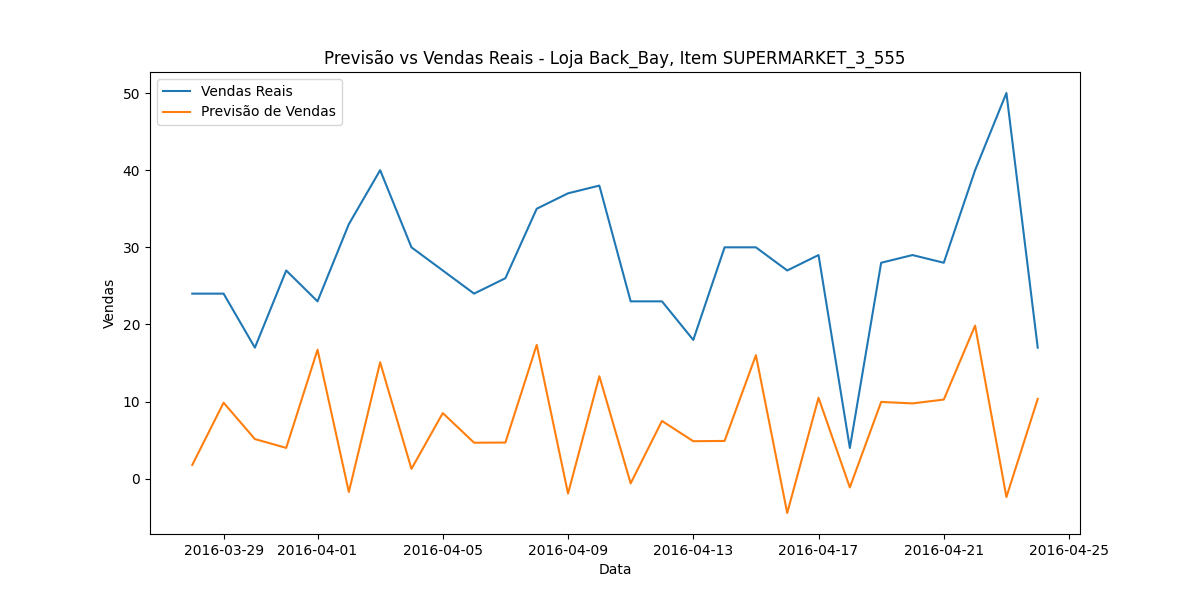 Previsão vs Vendas Reais - Loja Back_Bay, Item SUPERMARKET_3_555
Vendas Reais
Previsão de Vendas
50
40
30
20
10
0
Vendas
2016-03-29 2016-04-01 2016-04-05 2016-04-09 2016-04-13 2016-04-17 2016-04-21 2016-04-25
Data